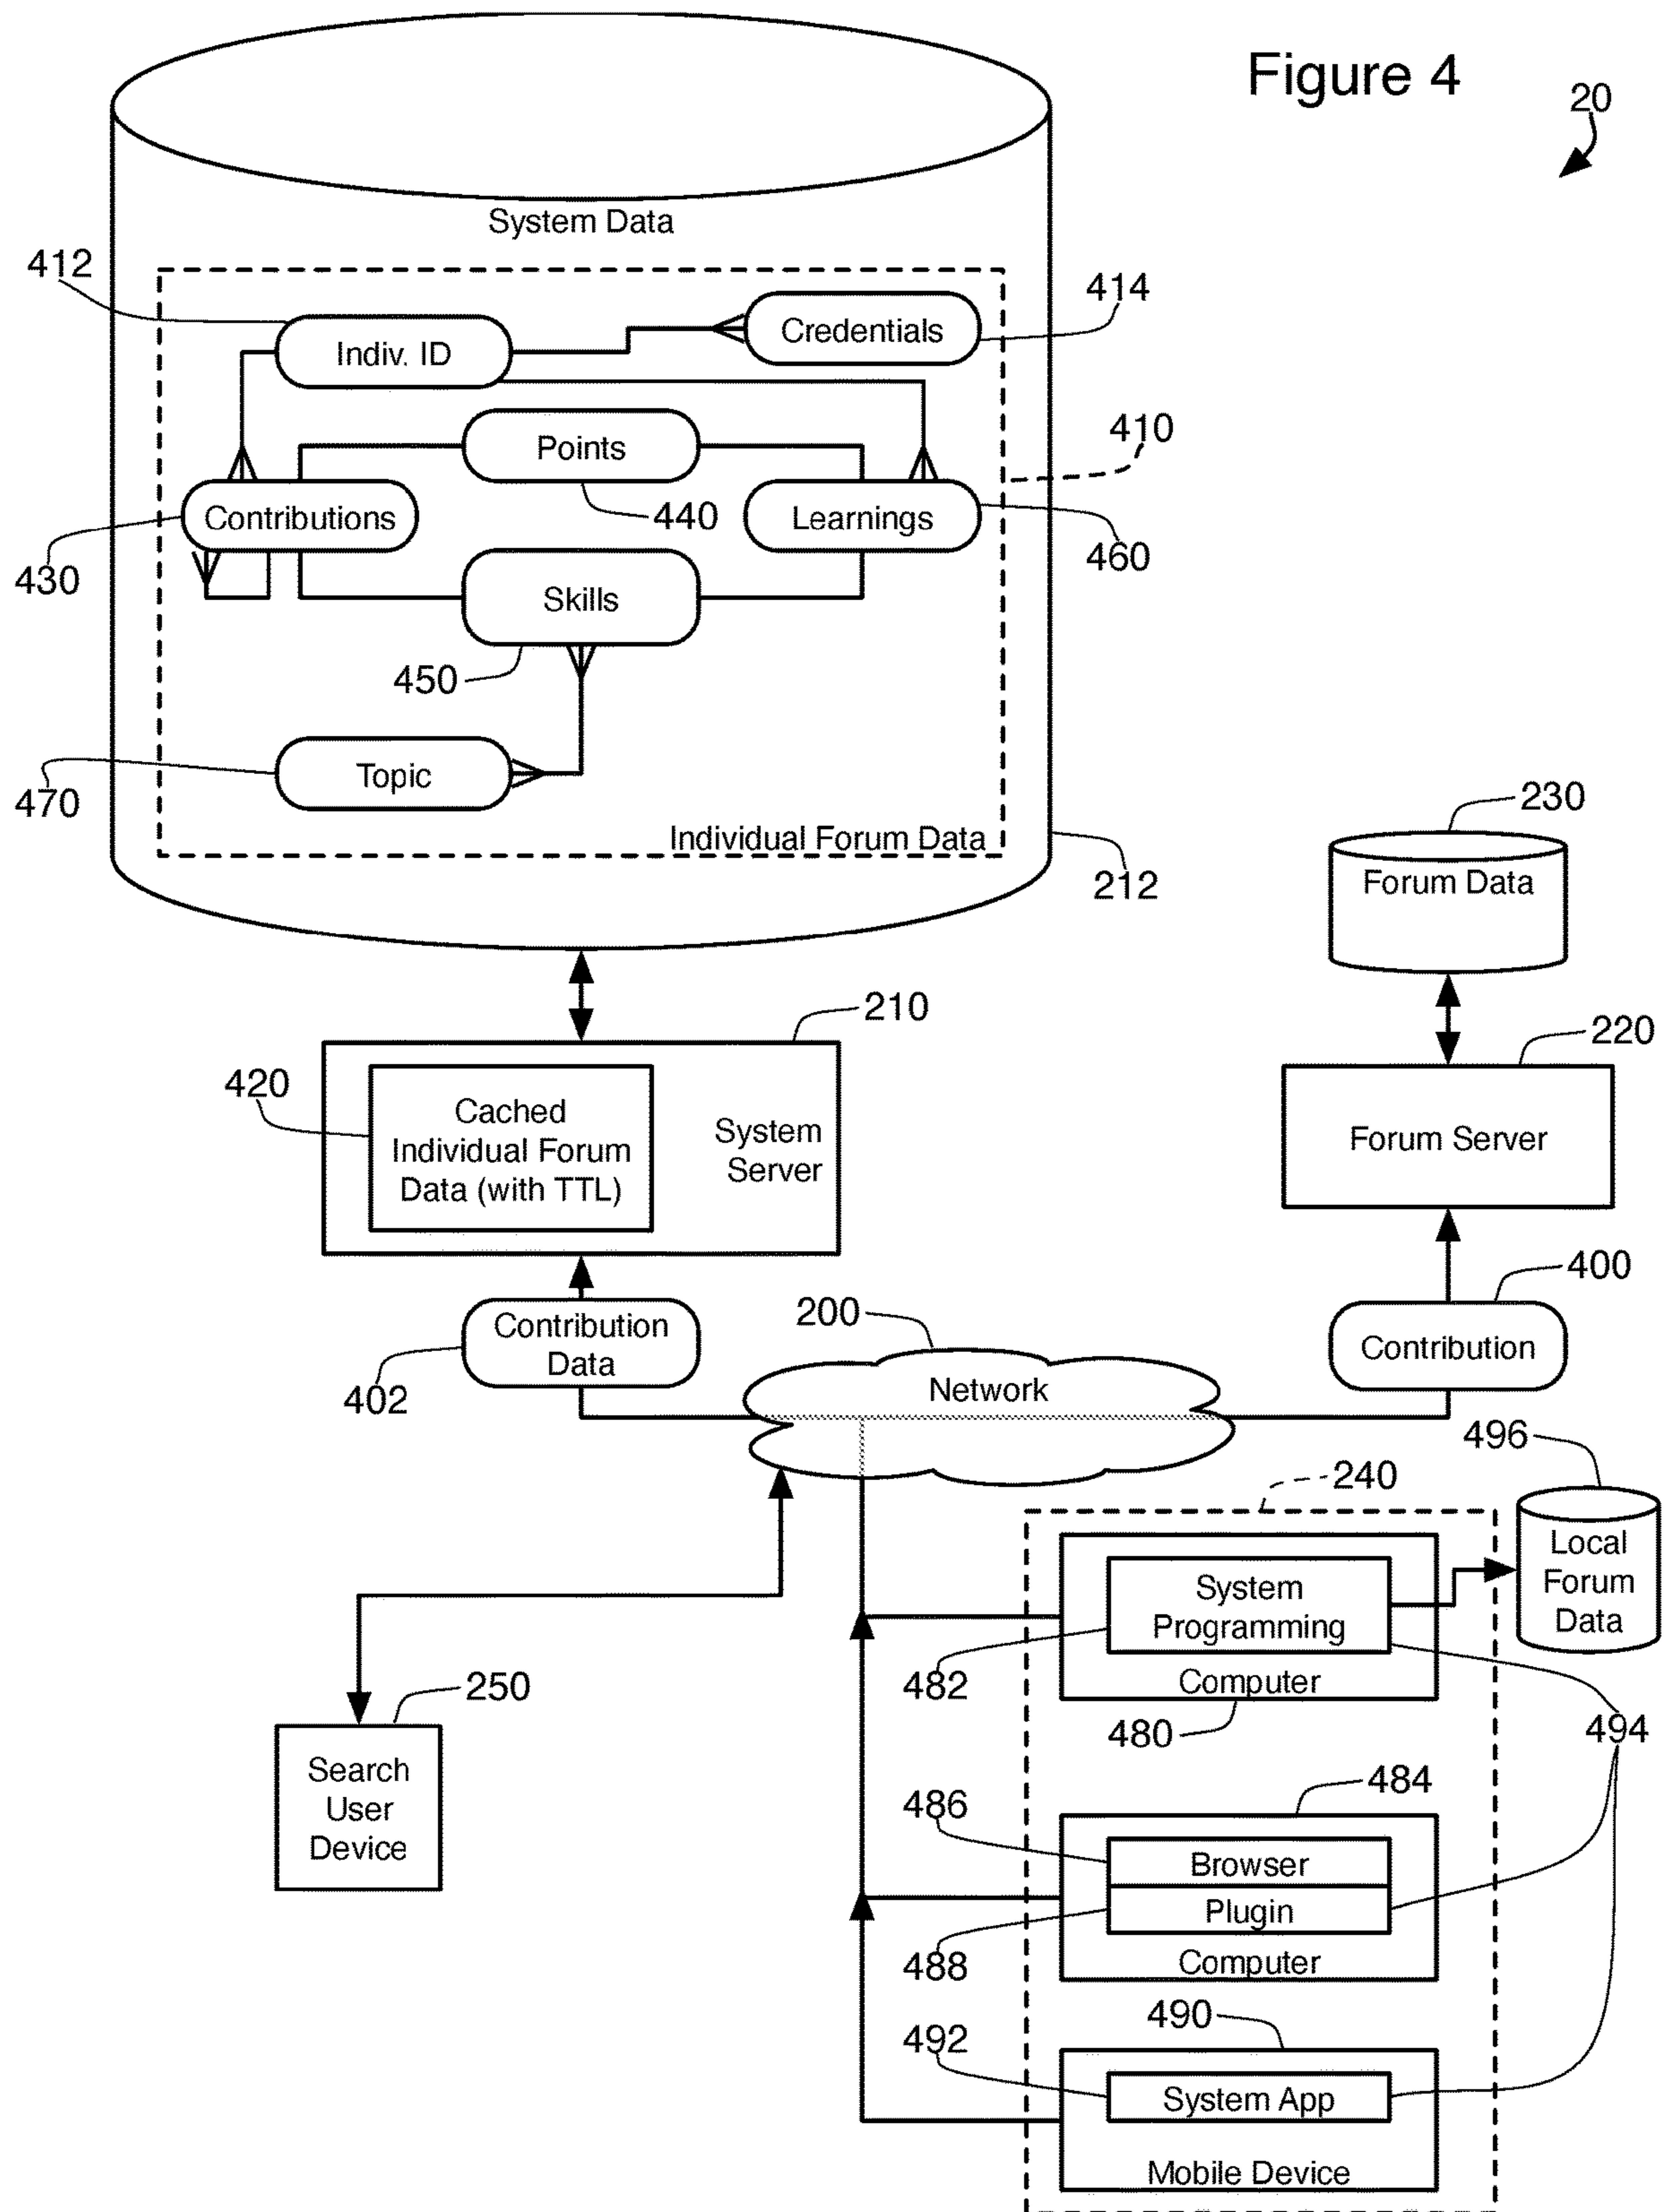 Figure 4
20
System Data
412
414
Credentials
Indiv. ID
410
Points
440
Contributions
Learnings
430
460
Skills
450
Topic
470
Individual Forum Data
212
230
Forum Data
210
220
420
Cached
Individual Forum
Data (with TTL)
System
Server
Forum Server
400
200
Contribution
Data
402
Contribution
Network
496
240
Local
Forum
Data
System
Programming
482
Computer
480
494
250
Search
User
Device
484
486
Browser
Plugin
488
Computer
490
492
System App
Mobile Device